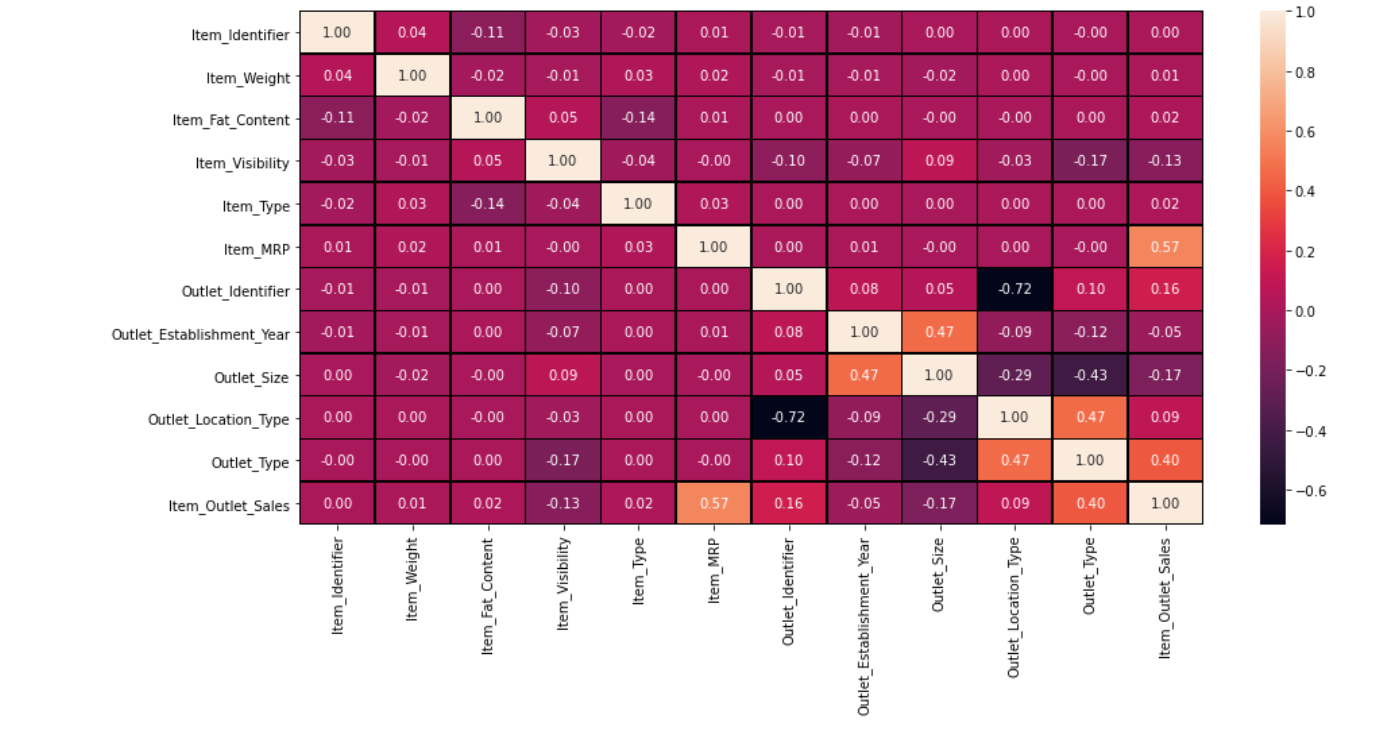 Item_Identifier 1.00 0.04 -0.11 -0.03 -0.02 0.01 -0.01 -0.01 0.00 0.00 -0.00 0.00
Item_Weight 0.04 1.00 -0.02 -0.01 0.03 0.02 -0.01 -0.01 -0.02 0.00 -0.00 0.01
Item_Fat_Content -0.11 -0.02 1.00 0.05 -0.14 0.01 0.00 0.00 -0.00 -0.00 0.00 0.02
Item_Visibility -0.03 -0.01 0.05 1.00 -0.04 -0.00 -0.10 -0.07 0.09 -0.03 -0.17 -0.13
Item_Type -0.02 0.03 -0.14 -0.04 1.00 0.03 0.00 0.00 0.00 0.00 0.00 0.02
Item_MRP 0.01 0.02 0.01 -0.00 0.03 1.00 0.00 0.01 -0.00 0.00 -0.00 0.57
Outlet_Identifier -0.01 -0.01 0.00 -0.10 0.00 0.00 1.00 0.08 0.05 -0.72 0.10 0.16
Outlet_Establishment_Year -0.01 -0.01 0.00 -0.07 0.00 0.01 0.08 1.00 0.47 -0.09 -0.12 -0.05
Outlet_Size 0.00 -0.02 -0.00 0.09 0.00 -0.00 0.05 0.47 1.00 -0.29 -0.43 -0.17
Outlet_Location_Type 0.00 0.00 -0.00 -0.03 0.00 0.00 -0.72 -0.09 -0.29 1.00 0.47 0.09
Outlet_Type -0.00 -0.00 0.00 -0.17 0.00 -0.00 0.10 -0.12 -0.43 0.47 1.00 0.40
Item_Outlet_Sales 0.00 0.01 0.02 -0.13 0.02 0.57 0.16 -0.05 -0.17 0.09 0.40 1.00
Item_Identifier
Item_Weight
Item_Fat_Content
Item_Visibility
Item_Type
Item_MRP
Outlet_Identifier
Outlet_Establishment_Year
Outlet_Size
Outlet_Location_Type
Outlet_Type
Item_Outlet_Sales
1.0
0.8
0.6
0.4
0.2
0.0
−0.2
−0.4
−0.6